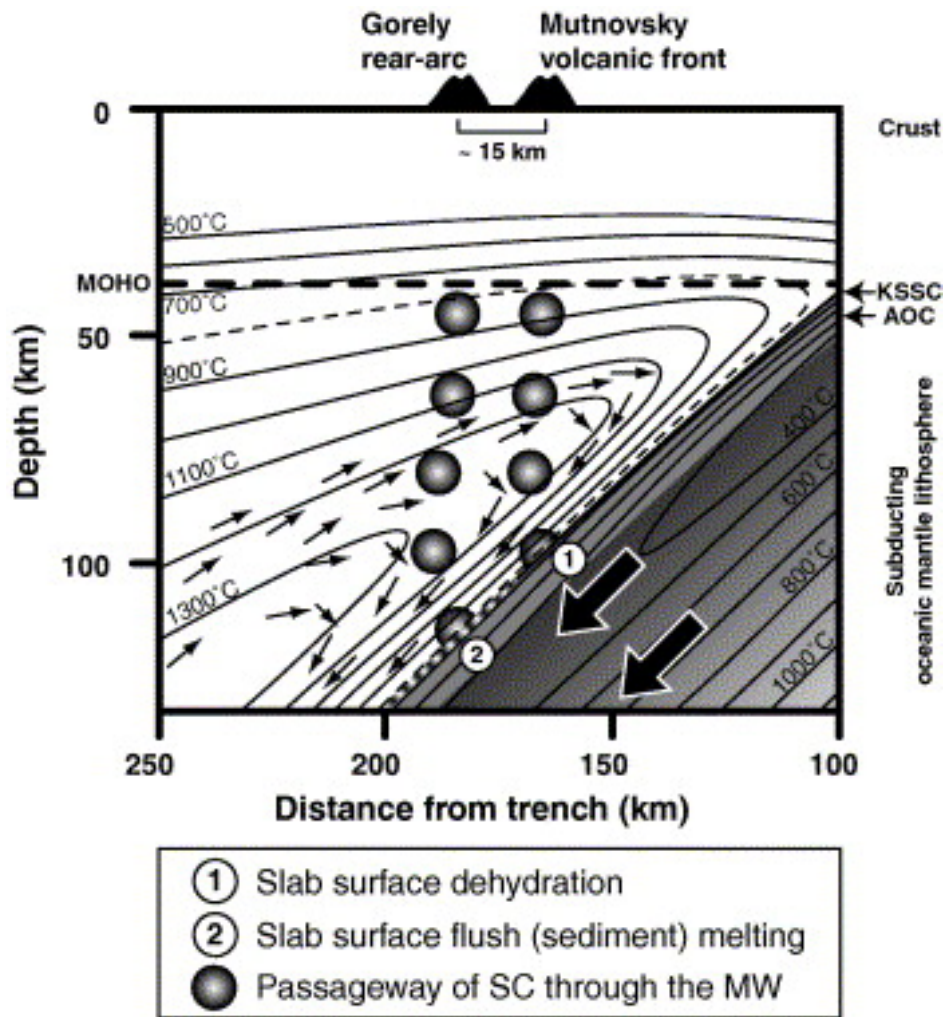 Gorely
rear-arc
Mutnovsky
volcanic front
0
Crust
~ 15 km
500°C
MOHO
700°C
KSSC
AOC
50
900°C
400°C
1100°C
600°C
Depth (km)
100
1
800°C
1300°C
2
1000°C
Subducting
oceanic mantle lithosphere
250
200
150
100
Distance from trench (km)
1 Slab surface dehydration
2 Slab surface flush (sediment) melting
Passageway of SC through the MW